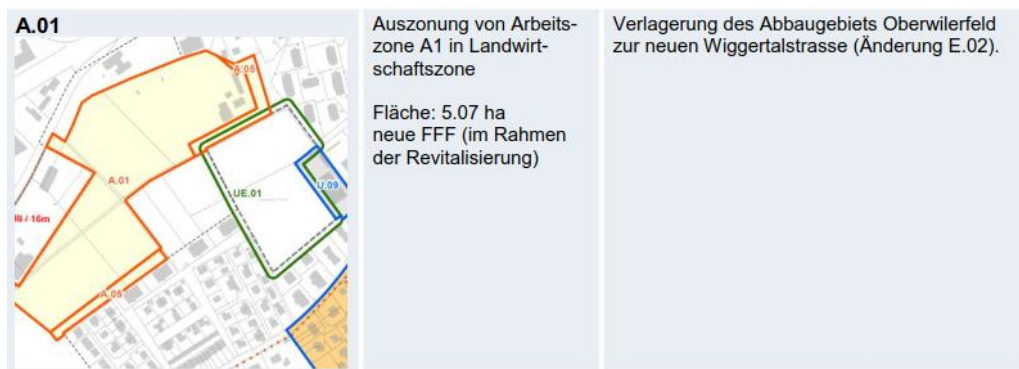 A.01
A.05
A.01
UE.01
U.09
III / 16m
A.05
Auszonung von Arbeits-
zone A1 in Landwirt-
schaftszone
Fläche: 5.07 ha
neue FFF (im Rahmen
der Revitalisierung)
Verlagerung des Abbaugebiets Oberwilerfeld
zur neuen Wiggertalstrasse (Änderung E.02).